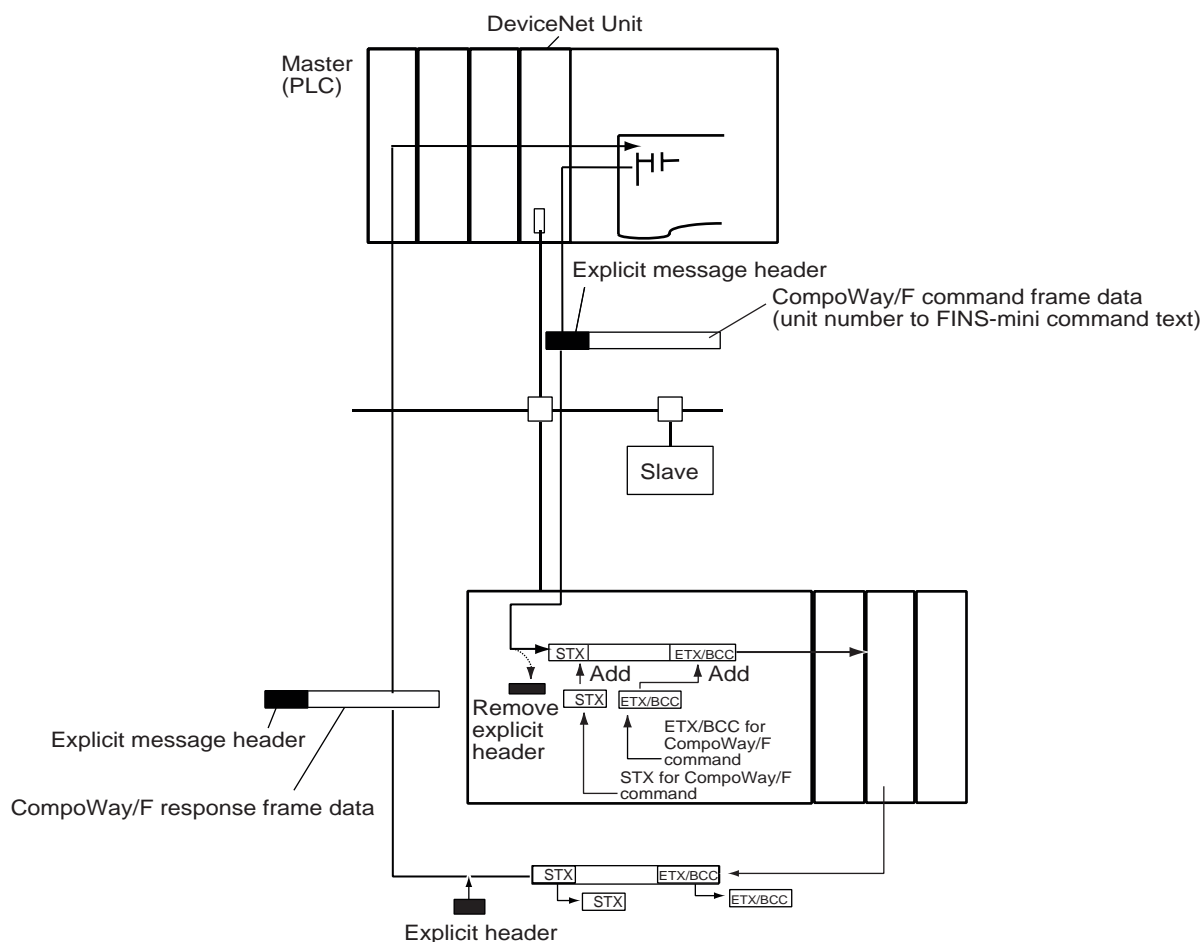 DeviceNet Unit
Master
(PLC)
Explicit message header
CompoWay/F command frame data
(unit number to FINS-mini command text)
Slave
STX
ETX/BCC
Add
Add
STX
ETX/BCC
Remove
explicit
header
ETX/BCC for
CompoWay/F
command
STX for CompoWay/F
command
Explicit message header
CompoWay/F response frame data
STX
ETX/BCC
STX
ETX/BCC
Explicit header